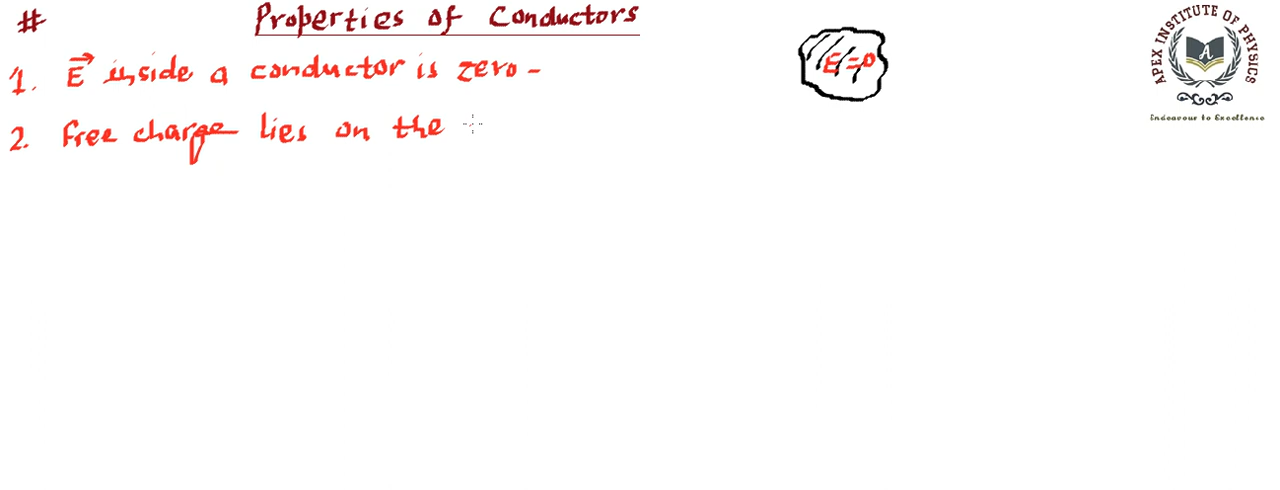 # Properties of Conductors
1. E⃗ inside a conductor is zero -
2. Free charge lies on the
E = 0
APEX INSTITUTE OF PHYSICS
A
Endeavour to Excellence